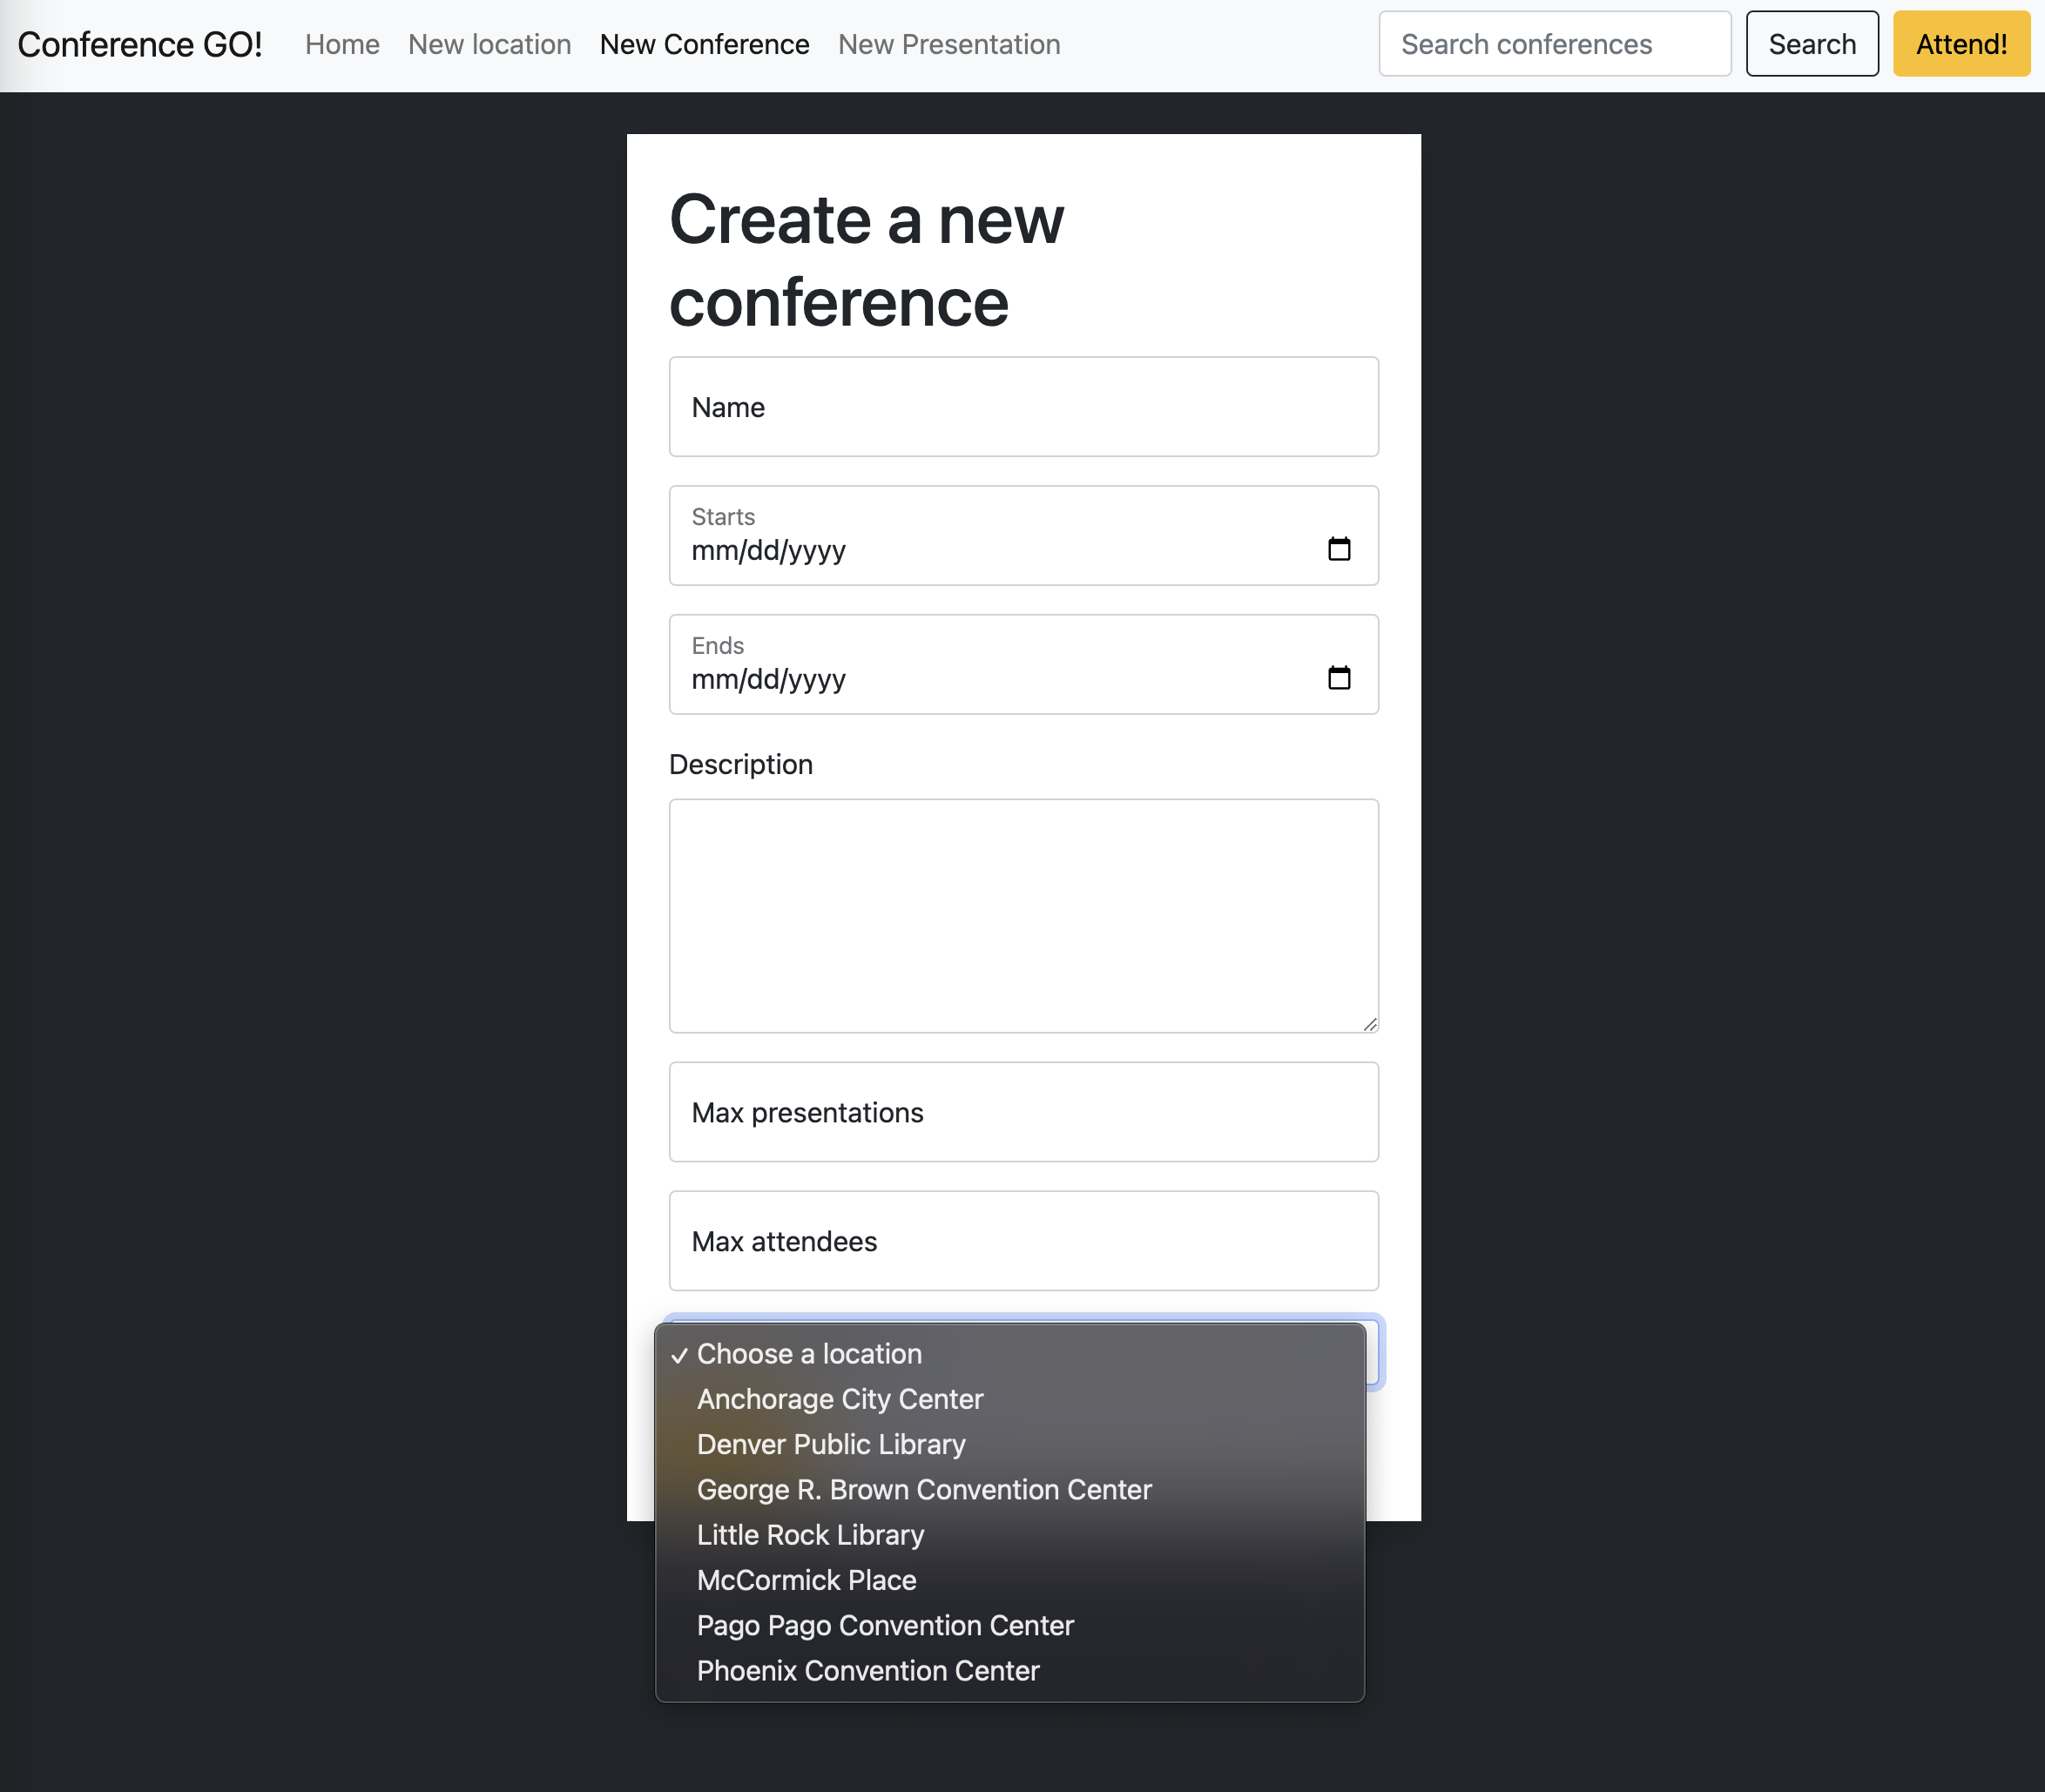 Conference GO! Home New location New Conference New Presentation Search conferences Search Attend!
Create a new
conference
Name
Starts
mm/dd/yyyy
Ends
mm/dd/yyyy
Description
Max presentations
Max attendees
✓ Choose a location
Anchorage City Center
Denver Public Library
George R. Brown Convention Center
Little Rock Library
McCormick Place
Pago Pago Convention Center
Phoenix Convention Center